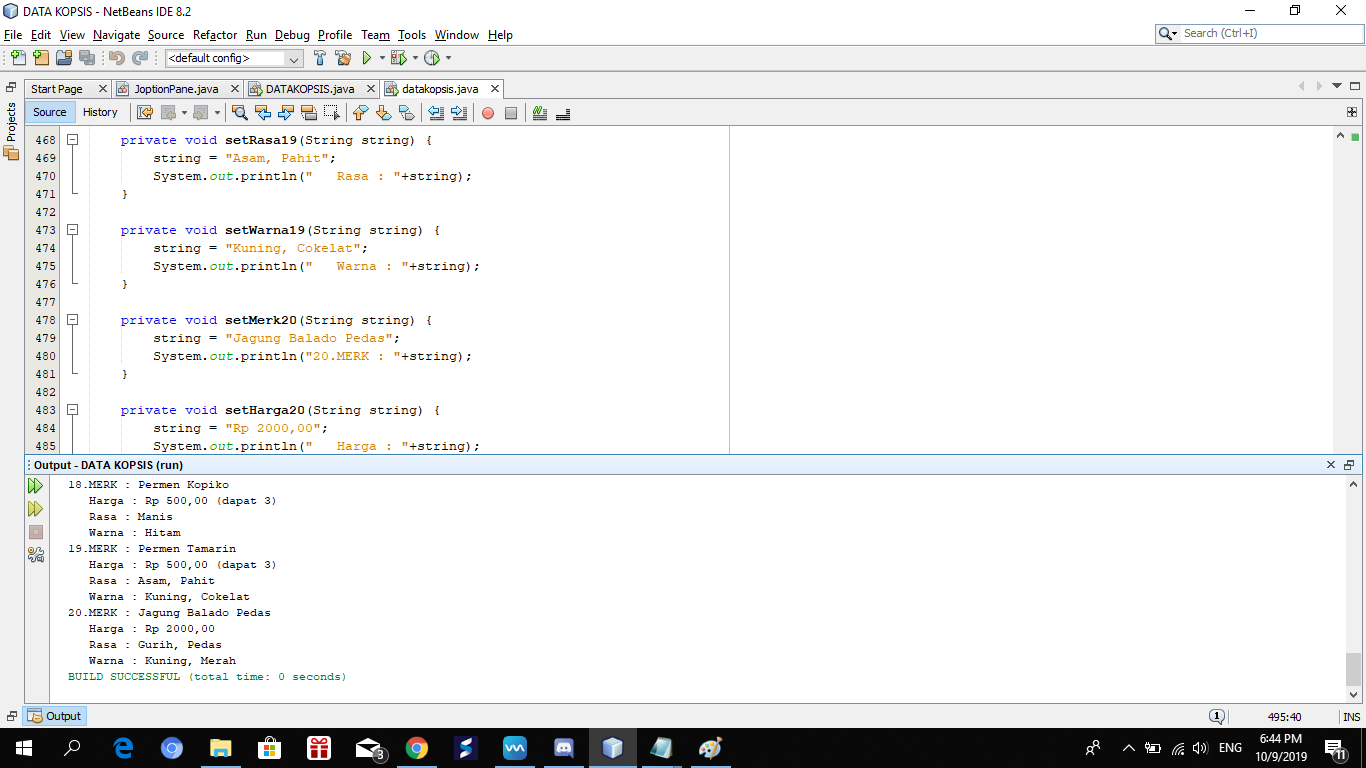 DATA KOPSIS - NetBeans IDE 8.2
File Edit View Navigate Source Refactor Run Debug Profile Team Tools Window Help
Search (Ctrl+I)
<default config>
Start Page JoptionPane.java DATAKOPSIS.java datakopsis.java
Projects
Source History
468 private void setRasa19(String string) {
469 string = "Asam, Pahit";
470 System.out.println("   Rasa : "+string);
471 }
472
473 private void setWarna19(String string) {
474 string = "Kuning, Cokelat";
475 System.out.println("   Warna : "+string);
476 }
477
478 private void setMerk20(String string) {
479 string = "Jagung Balado Pedas";
480 System.out.println("20.MERK : "+string);
481 }
482
483 private void setHarga20(String string) {
484 string = "Rp 2000,00";
485 System.out.println("   Harga : "+string);
Output - DATA KOPSIS (run)
18.MERK : Permen Kopiko
Harga : Rp 500,00 (dapat 3)
Rasa : Manis
Warna : Hitam
19.MERK : Permen Tamarin
Harga : Rp 500,00 (dapat 3)
Rasa : Asam, Pahit
Warna : Kuning, Cokelat
20.MERK : Jagung Balado Pedas
Harga : Rp 2000,00
Rasa : Gurih, Pedas
Warna : Kuning, Merah
BUILD SUCCESSFUL (total time: 0 seconds)
Output
1
495:40 INS
3
ENG
6:44 PM
10/9/2019
11